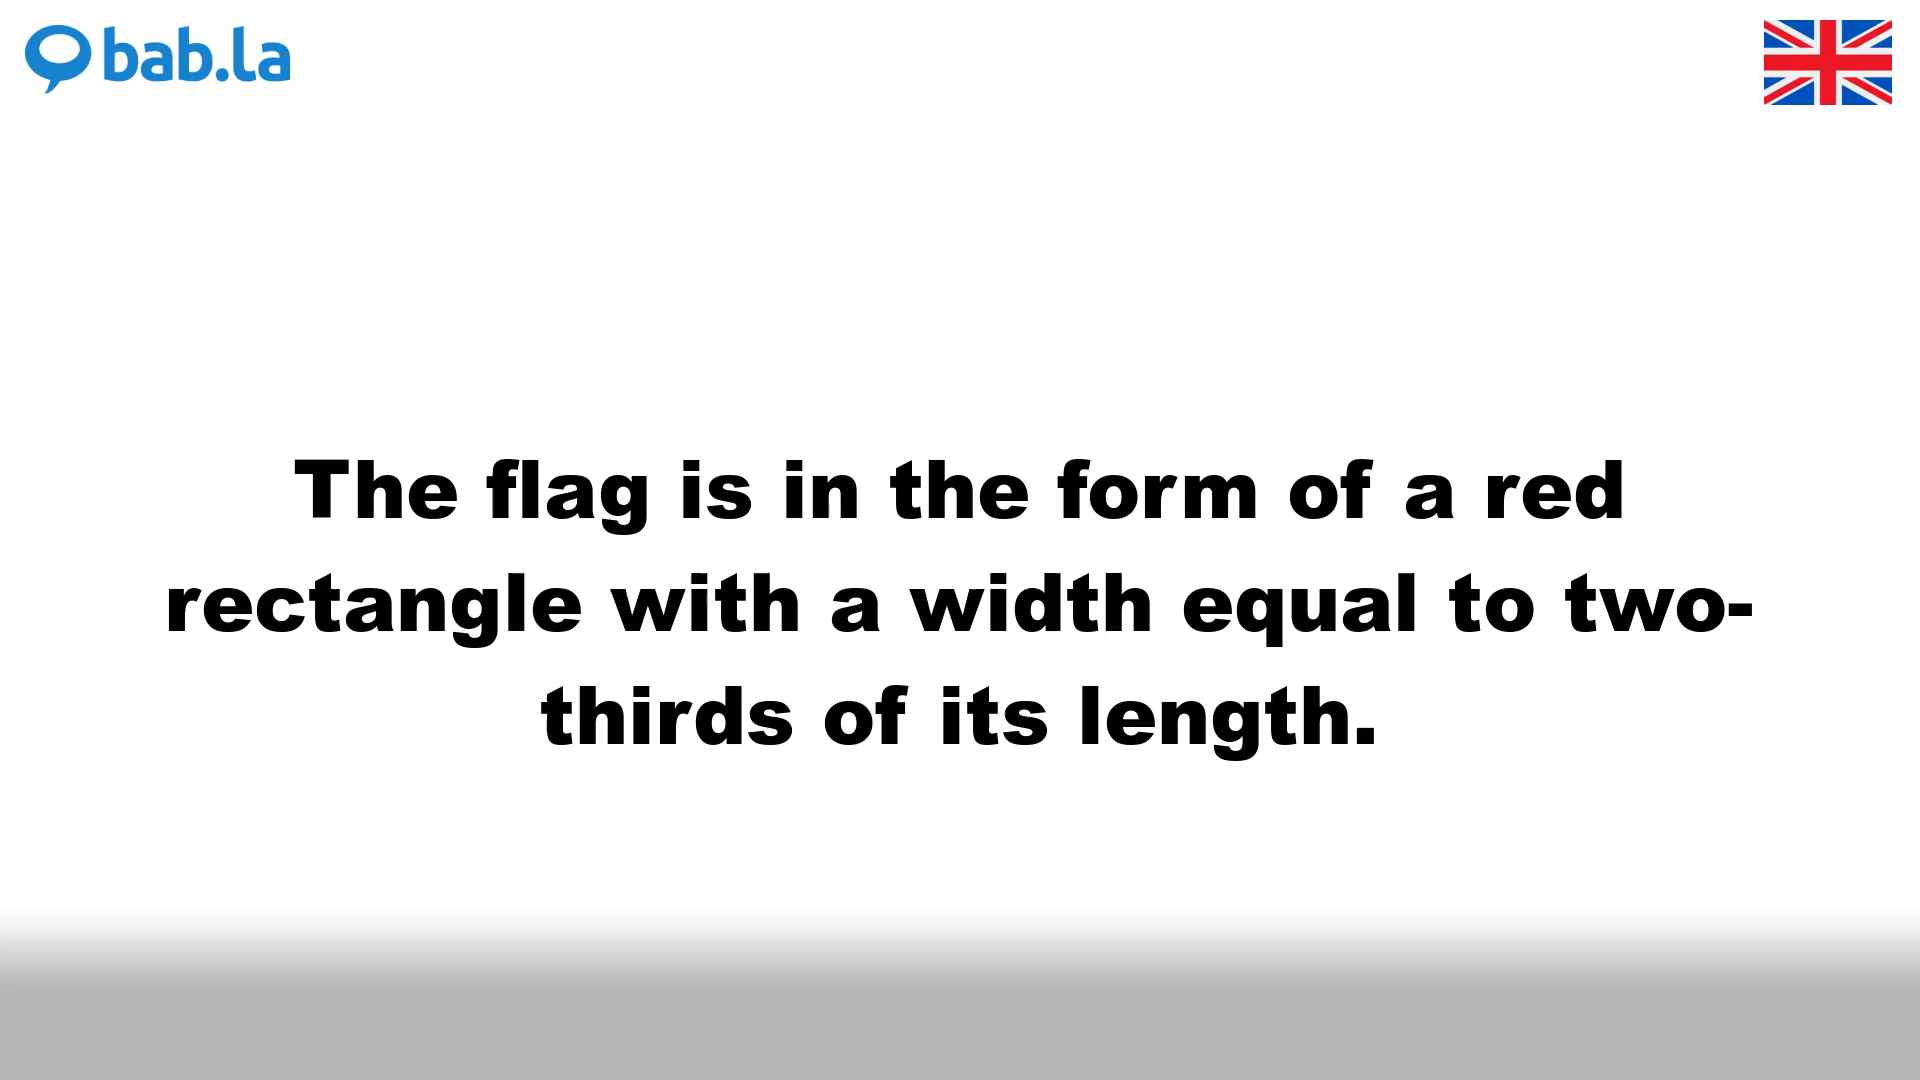 bab.la
The flag is in the form of a red
rectangle with a width equal to two-
thirds of its length.